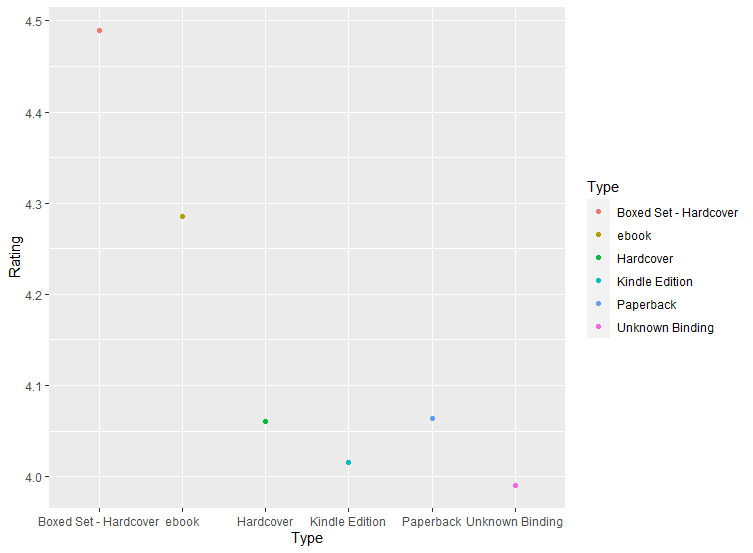 4.5
4.4
4.3
4.2
4.1
4.0
Rating
Boxed Set - Hardcover ebook Hardcover Kindle Edition Paperback Unknown Binding
Type
Type
Boxed Set - Hardcover
ebook
Hardcover
Kindle Edition
Paperback
Unknown Binding